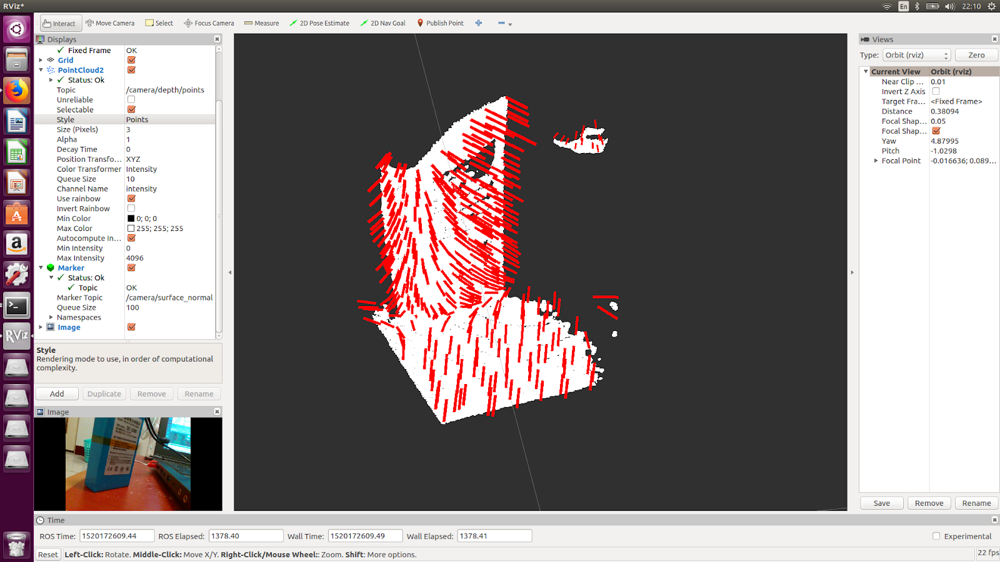 RViz*
En
22:10
Interact
Move Camera
Select
Focus Camera
Measure
2D Pose Estimate
2D Nav Goal
Publish Point
Displays
Fixed Frame OK
Grid
PointCloud2
Status: Ok
Topic /camera/depth/points
Unreliable
Selectable
Style Points
Size (Pixels) 3
Alpha 1
Decay Time 0
Position Transfo... XYZ
Color Transformer Intensity
Queue Size 10
Channel Name intensity
Use rainbow
Invert Rainbow
Min Color 0; 0; 0
Max Color 255; 255; 255
Autocompute In...
Min Intensity 0
Max Intensity 4096
Marker
Status: Ok
Topic OK
Marker Topic /camera/surface_normal
Queue Size 100
Namespaces
Image
Style
Rendering mode to use, in order of computational
complexity.
Add
Duplicate
Remove
Rename
Image
Views
Type: Orbit (rviz) Zero
Current View Orbit (rviz)
Near Clip ... 0.01
Invert Z Axis
Target Fra... <Fixed Frame>
Distance 0.38094
Focal Shap... 0.05
Focal Shap...
Yaw 4.87995
Pitch -1.0298
Focal Point -0.016636; 0.089...
Save
Remove
Rename
Time
ROS Time: 1520172609.44 ROS Elapsed: 1378.40 Wall Time: 1520172609.49 Wall Elapsed: 1378.41 Experimental
Reset Left-Click: Rotate. Middle-Click: Move X/Y. Right-Click/Mouse Wheel:: Zoom. Shift: More options. 22 fps
RViz